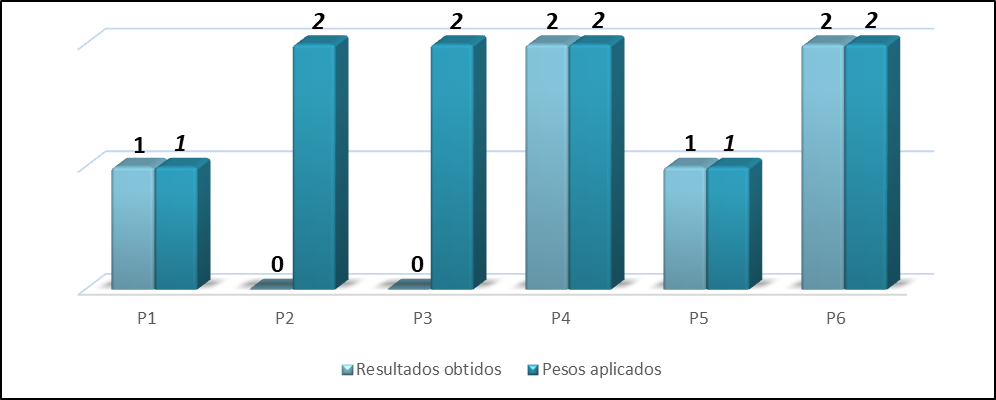 2 2 2 2 2 2
1 1 1 1
0 0
P1 P2 P3 P4 P5 P6
Resultados obtidos Pesos aplicados